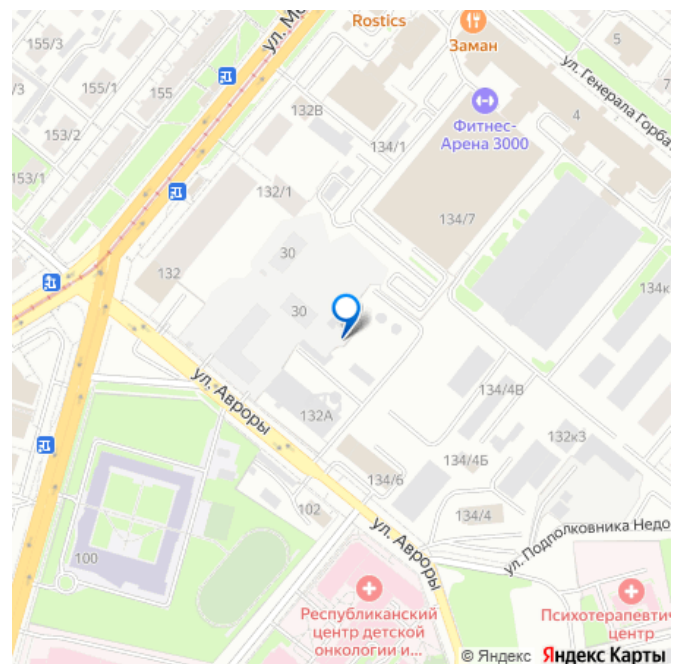 155/3
ул. Мо
Rostics
Заман
5
ул. Генерала Горба
7
/3
155/1
155
132В
4
Фитнес-
Арена 3000
153/2
134/1
153/1
132/1
134/7
30
132
30
134к
ул. Авроры
134/4В
132А
132к3
134/6
134/4Б
102
134/4
ул. Авроры
ул. Подполковника Недо
100
Республиканский
центр детской
онкологии и...
Психотерапевтич
центр
© Яндекс Яндекс Карты